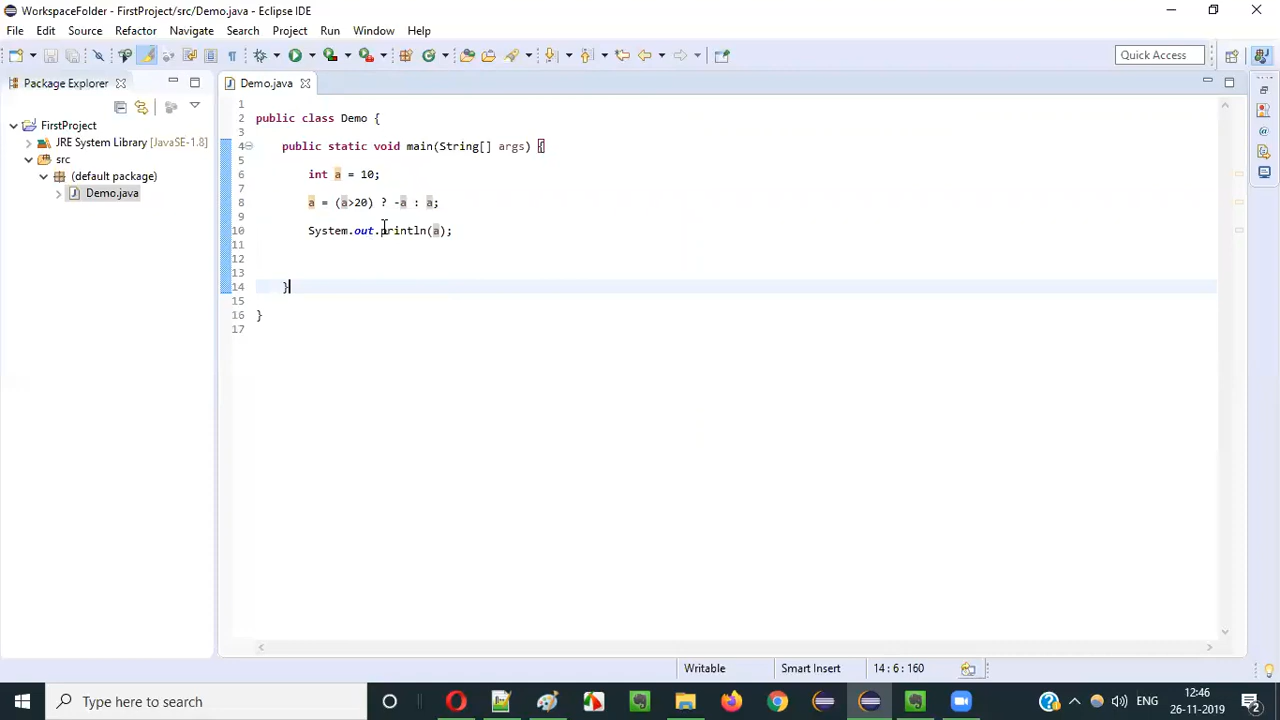 WorkspaceFolder - FirstProject/src/Demo.java - Eclipse IDE
File Edit Source Refactor Navigate Search Project Run Window Help
Quick Access
Package Explorer
Demo.java
FirstProject
JRE System Library [JavaSE-1.8]
src
(default package)
Demo.java
1
2 public class Demo {
3
4 public static void main(String[] args) {
5
6 int a = 10;
7
8 a = (a>20) ? -a : a;
9
10 System.out.println(a);
11
12
13
14 }
15
16 }
17
Writable Smart Insert 14 : 6 : 160
Type here to search
ENG
12:46
26-11-2019
2